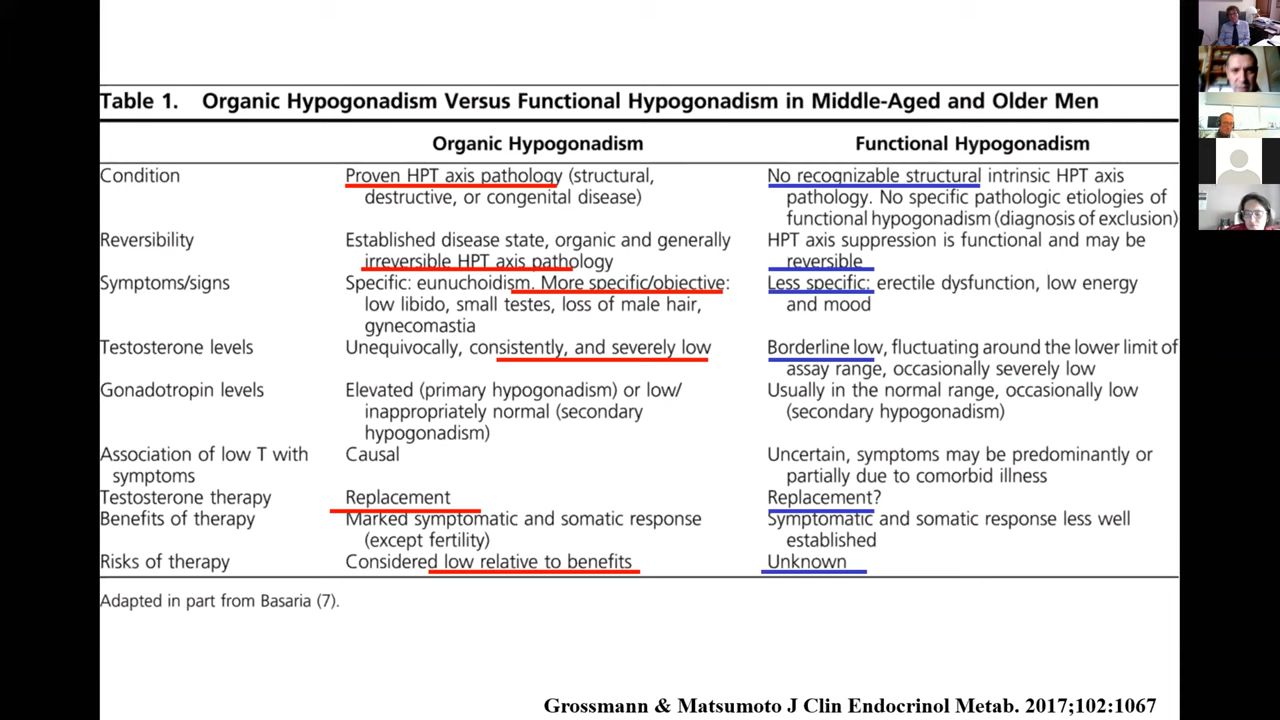 Table 1. Organic Hypogonadism Versus Functional Hypogonadism in Middle-Aged and Older Men
Organic Hypogonadism Functional Hypogonadism
Condition Proven HPT axis pathology (structural, No recognizable structural intrinsic HPT axis
destructive, or congenital disease) pathology. No specific pathologic etiologies of
functional hypogonadism (diagnosis of exclusion)
Reversibility Established disease state, organic and generally HPT axis suppression is functional and may be
irreversible HPT axis pathology reversible
Symptoms/signs Specific: eunuchoidism. More specific/objective: Less specific: erectile dysfunction, low energy
low libido, small testes, loss of male hair, and mood
gynecomastia
Testosterone levels Unequivocally, consistently, and severely low Borderline low, fluctuating around the lower limit of
assay range, occasionally severely low
Gonadotropin levels Elevated (primary hypogonadism) or low/ Usually in the normal range, occasionally low
inappropriately normal (secondary (secondary hypogonadism)
hypogonadism)
Association of low T with Causal Uncertain, symptoms may be predominantly or
symptoms partially due to comorbid illness
Testosterone therapy Replacement Replacement?
Benefits of therapy Marked symptomatic and somatic response Symptomatic and somatic response less well
(except fertility) established
Risks of therapy Considered low relative to benefits Unknown
Adapted in part from Basaria (7).
Grossmann & Matsumoto J Clin Endocrinol Metab. 2017;102:1067